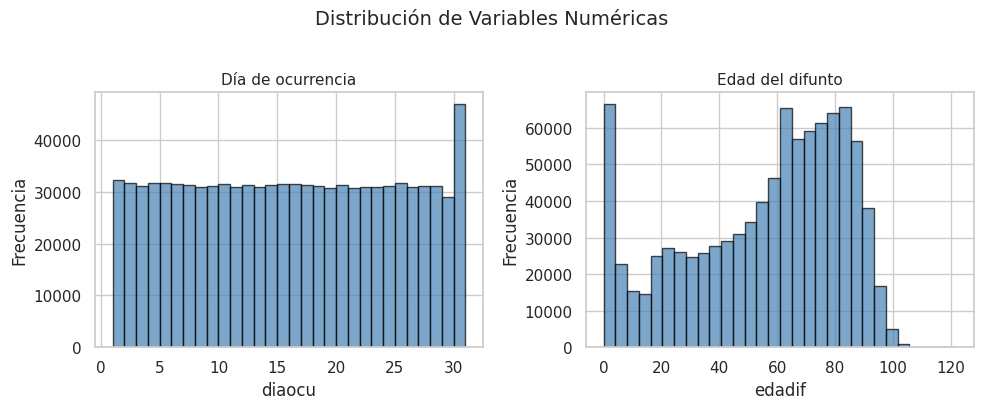 Distribución de Variables Numéricas
Día de ocurrencia
Frecuencia
40000
30000
20000
10000
0
0 5 10 15 20 25 30
diaocu
Edad del difunto
Frecuencia
60000
50000
40000
30000
20000
10000
0
0 20 40 60 80 100 120
edadif